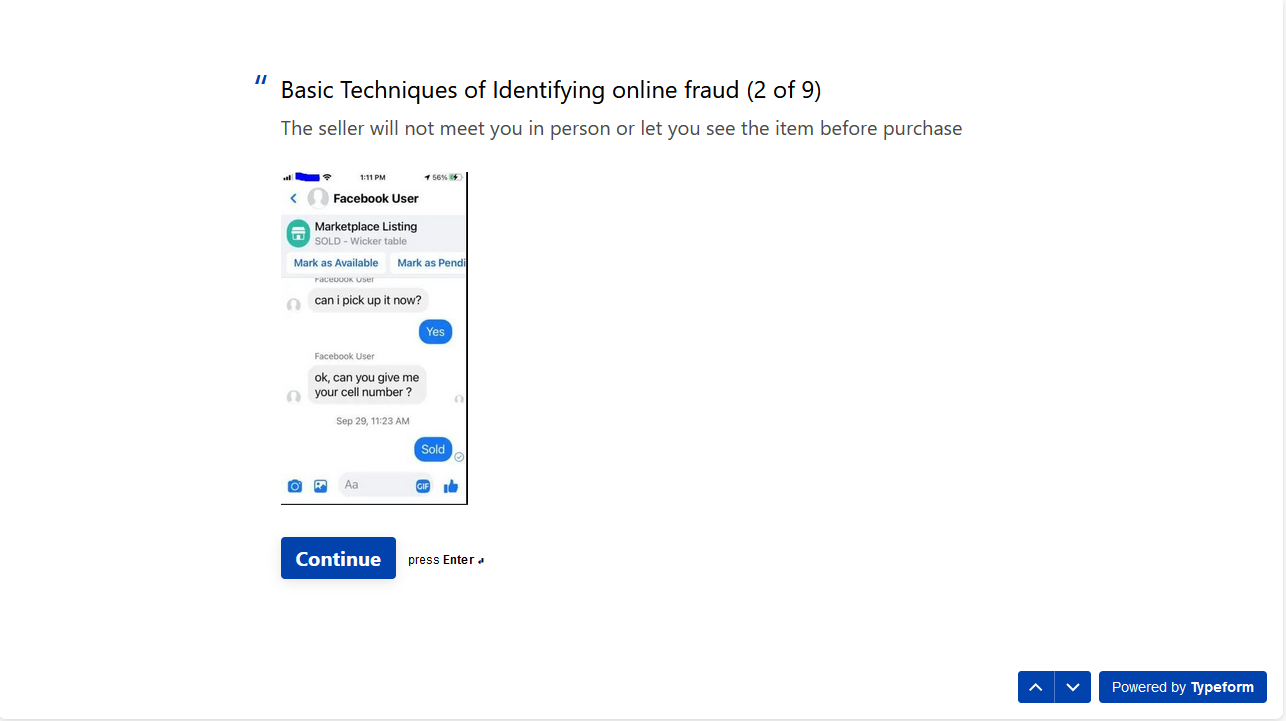 “
Basic Techniques of Identifying online fraud (2 of 9)
The seller will not meet you in person or let you see the item before purchase
1:11 PM
56%
Facebook User
Marketplace Listing
SOLD - Wicker table
Mark as Available
Mark as Pendi
Facebook User
can i pick up it now?
Yes
Facebook User
ok, can you give me
your cell number ?
Sep 29, 11:23 AM
Sold
Aa
GIF
Continue
press Enter ↲
Powered by Typeform